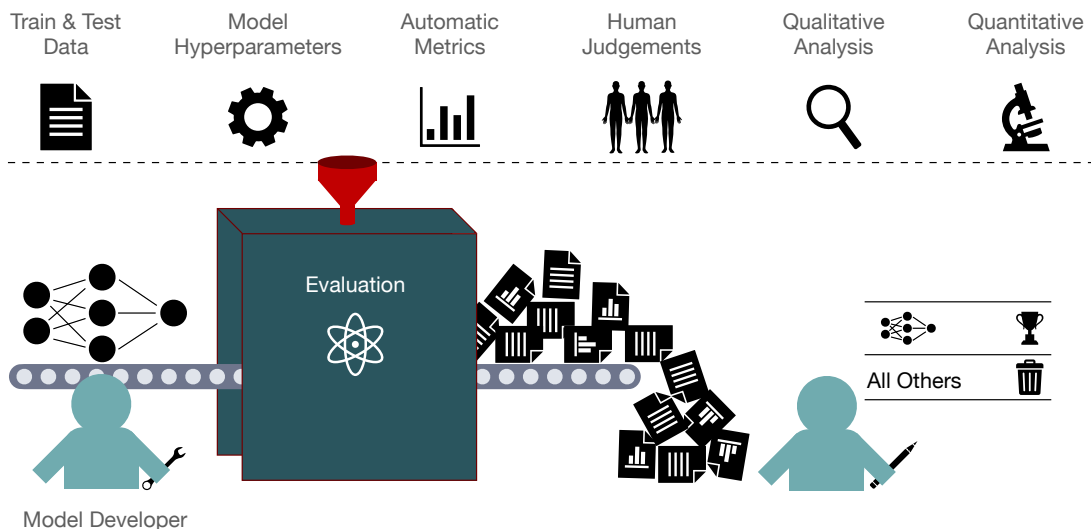 Train & Test
Data
Model
Hyperparameters
Automatic
Metrics
Human
Judgements
Qualitative
Analysis
Quantitative
Analysis
Evaluation
All Others
Model Developer